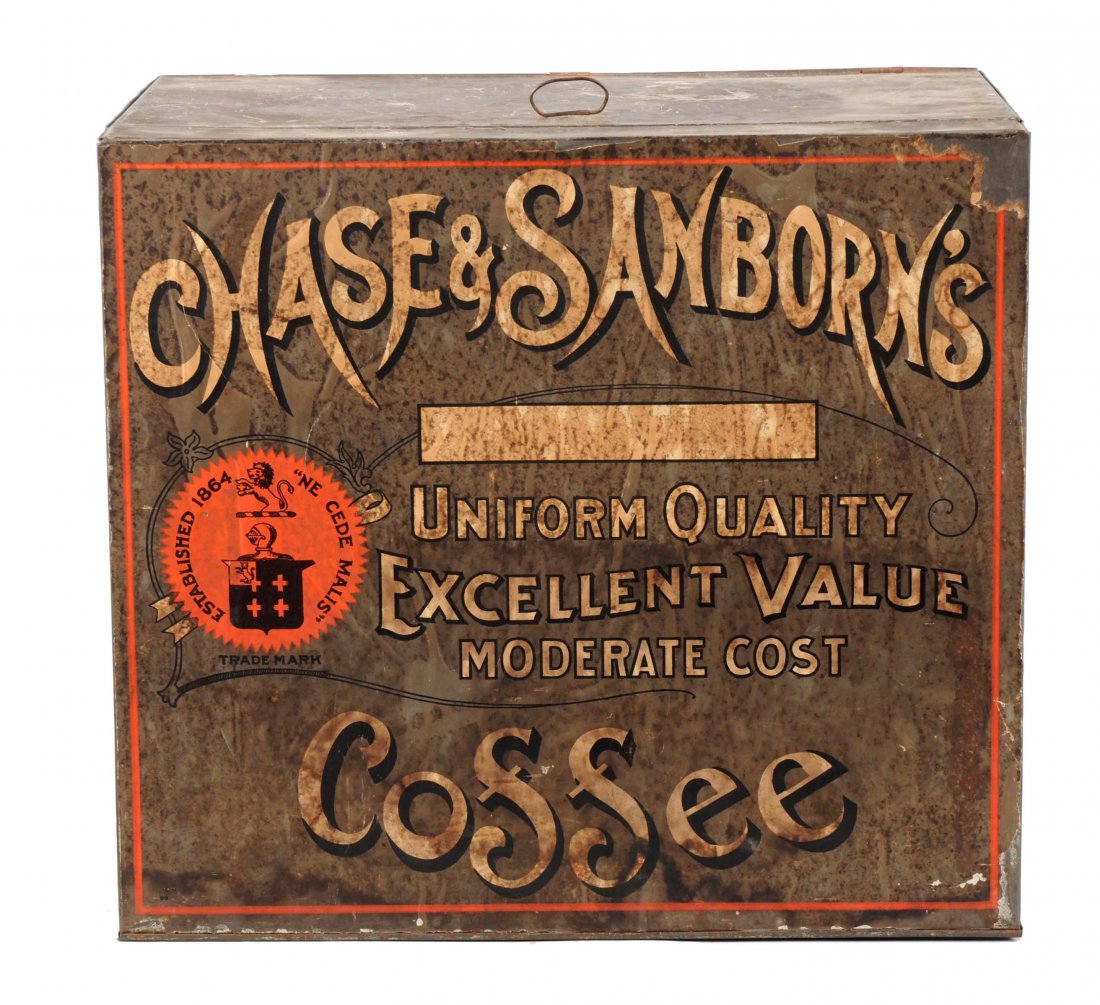 CHASE & SANBORN'S
ESTABLISHED 1864
"NE CEDE MALIS"
TRADE MARK
UNIFORM QUALITY
EXCELLENT VALUE
MODERATE COST
Coffee